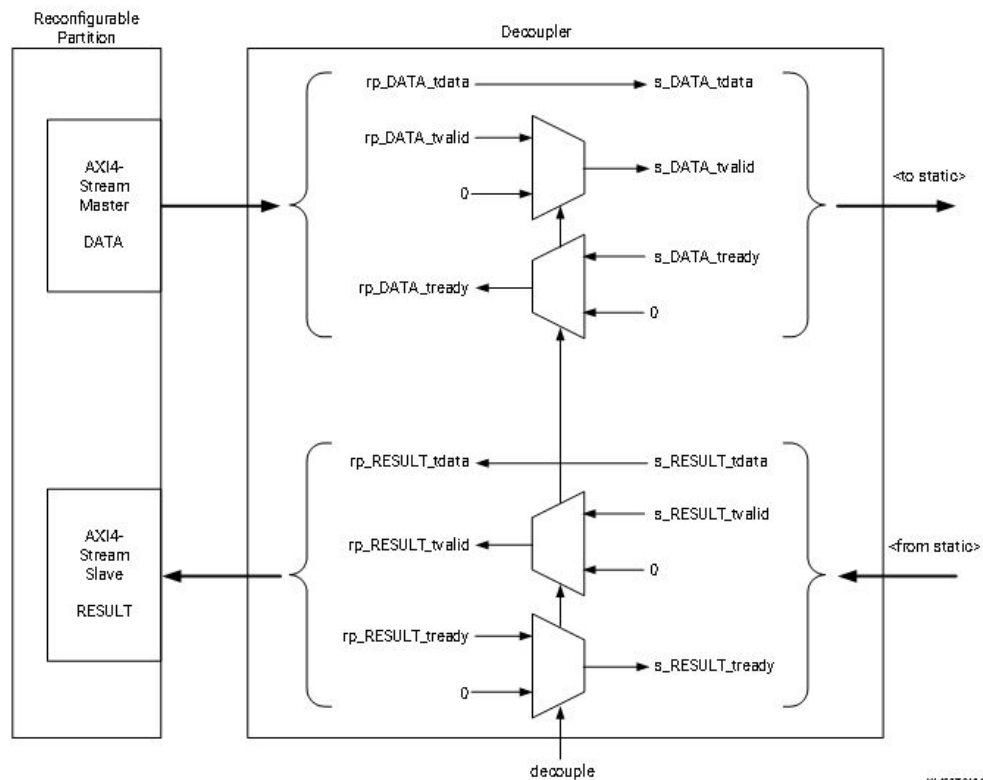 Reconfigurable
Partition
Decoupler
rp_DATA_tdata
s_DATA_tdata
rp_DATA_tvalid
AXI4-
Stream
Master
DATA
s_DATA_tvalid
<to static>
0
s_DATA_tready
rp_DATA_tready
0
rp_RESULT_tdata
s_RESULT_tdata
s_RESULT_tvalid
AXI4-
Stream
Slave
RESULT
rp_RESULT_tvalid
<from static>
0
rp_RESULT_tready
s_RESULT_tready
0
decouple